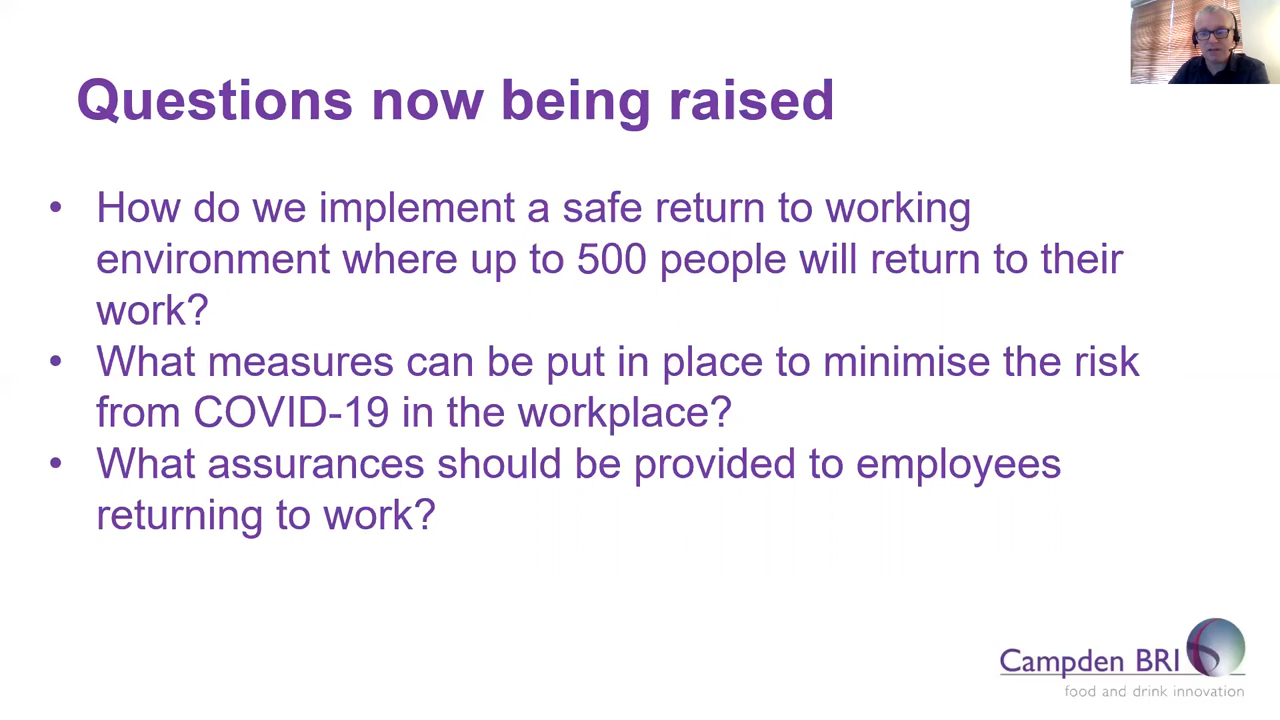 Questions now being raised
• How do we implement a safe return to working
environment where up to 500 people will return to their
work?
• What measures can be put in place to minimise the risk
from COVID-19 in the workplace?
• What assurances should be provided to employees
returning to work?
Campden BRI
food and drink innovation